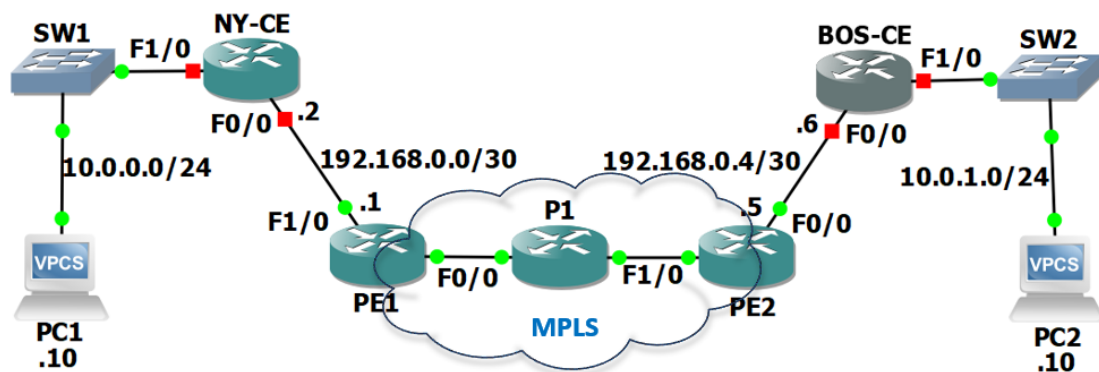 NY-CE
SW1
F1/0
BOS-CE
SW2
F1/0
F0/0
.2
.6
F0/0
10.0.0.0/24
192.168.0.0/30
192.168.0.4/30
10.0.1.0/24
F1/0
.1
P1
.5
F0/0
VPCS
F0/0
F1/0
VPCS
PE1
PE2
PC1
MPLS
PC2
.10
.10